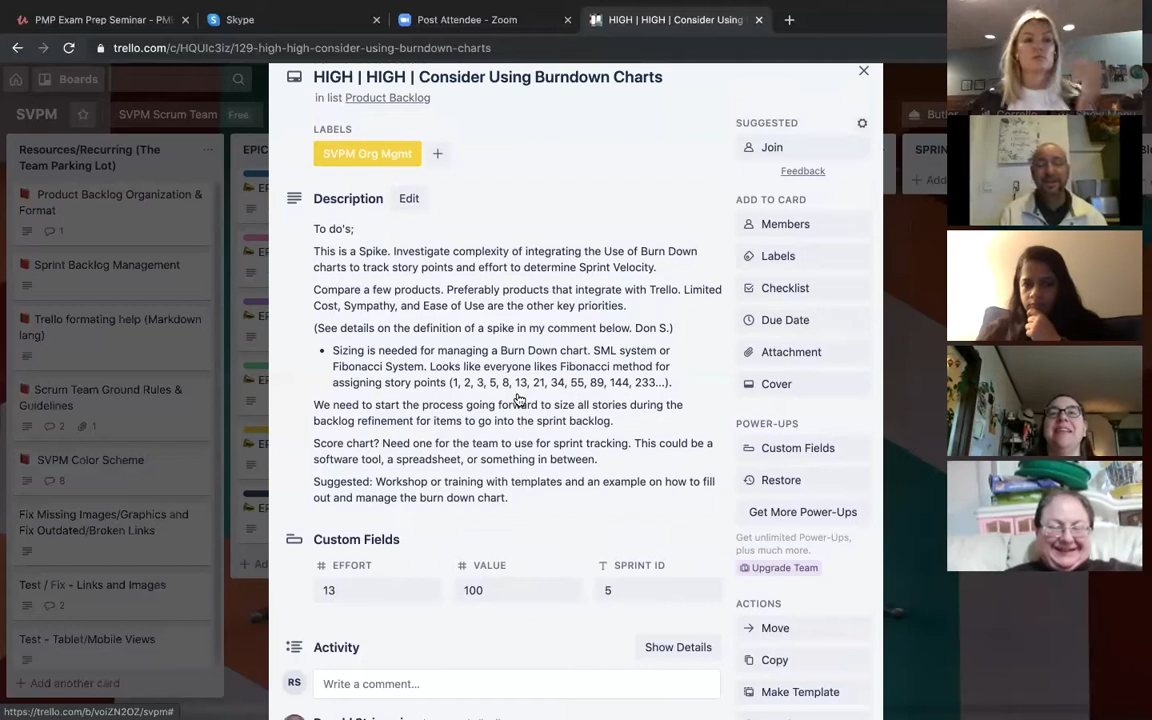 PMP Exam Prep Seminar - PM
Skype
Post Attendee - Zoom
HIGH | HIGH | Consider Using
trello.com/c/HQUIc3iz/129-high-high-consider-using-burndown-charts
Boards
SVPM
SVPM Scrum Team
Free
Butler
Show Menu
Resources/Recurring (The
Team Parking Lot)
Product Backlog Organization &
Format
1
Sprint Backlog Management
Trello formating help (Markdown
lang)
Scrum Team Ground Rules &
Guidelines
2
1
SVPM Color Scheme
8
Fix Missing Images/Graphics and
Fix Outdated/Broken Links
Test / Fix - Links and Images
2
Test - Tablet/Mobile Views
+ Add another card
https://trello.com/b/voiZN2OZ/svpm#
EPIC
HIGH | HIGH | Consider Using Burndown Charts
in list Product Backlog
LABELS
SVPM Org Mgmt
Description
Edit
To do's;
This is a Spike. Investigate complexity of integrating the Use of Burn Down
charts to track story points and effort to determine Sprint Velocity.
Compare a few products. Preferably products that integrate with Trello. Limited
Cost, Sympathy, and Ease of Use are the other key priorities.
(See details on the definition of a spike in my comment below. Don S.)
• Sizing is needed for managing a Burn Down chart. SML system or
Fibonacci System. Looks like everyone likes Fibonacci method for
assigning story points (1, 2, 3, 5, 8, 13, 21, 34, 55, 89, 144, 233...).
We need to start the process going forward to size all stories during the
backlog refinement for items to go into the sprint backlog.
Score chart? Need one for the team to use for sprint tracking. This could be a
software tool, a spreadsheet, or something in between.
Suggested: Workshop or training with templates and an example on how to fill
out and manage the burn down chart.
Custom Fields
# EFFORT
# VALUE
T SPRINT ID
13
100
5
Activity
Show Details
RS
Write a comment...
SUGGESTED
Join
Feedback
ADD TO CARD
Members
Labels
Checklist
Due Date
Attachment
Cover
POWER-UPS
Custom Fields
Restore
Get More Power-Ups
Get unlimited Power-Ups,
plus much more.
Upgrade Team
ACTIONS
Move
Copy
Make Template
SPRIN